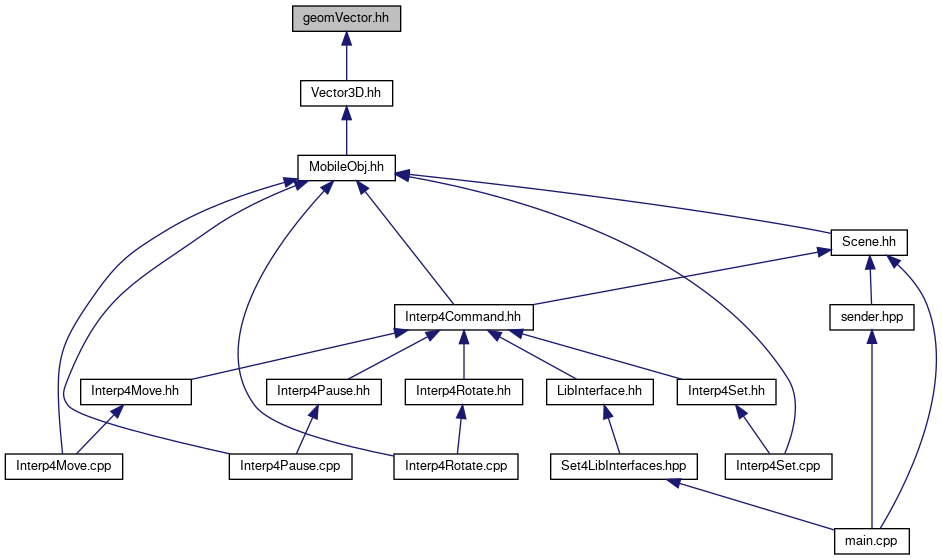 geomVector.hh
Vector3D.hh
MobileObj.hh
Scene.hh
Interp4Command.hh
sender.hpp
Interp4Move.hh
Interp4Pause.hh
Interp4Rotate.hh
LibInterface.hh
Interp4Set.hh
Interp4Move.cpp
Interp4Pause.cpp
Interp4Rotate.cpp
Set4LibInterfaces.hpp
Interp4Set.cpp
main.cpp